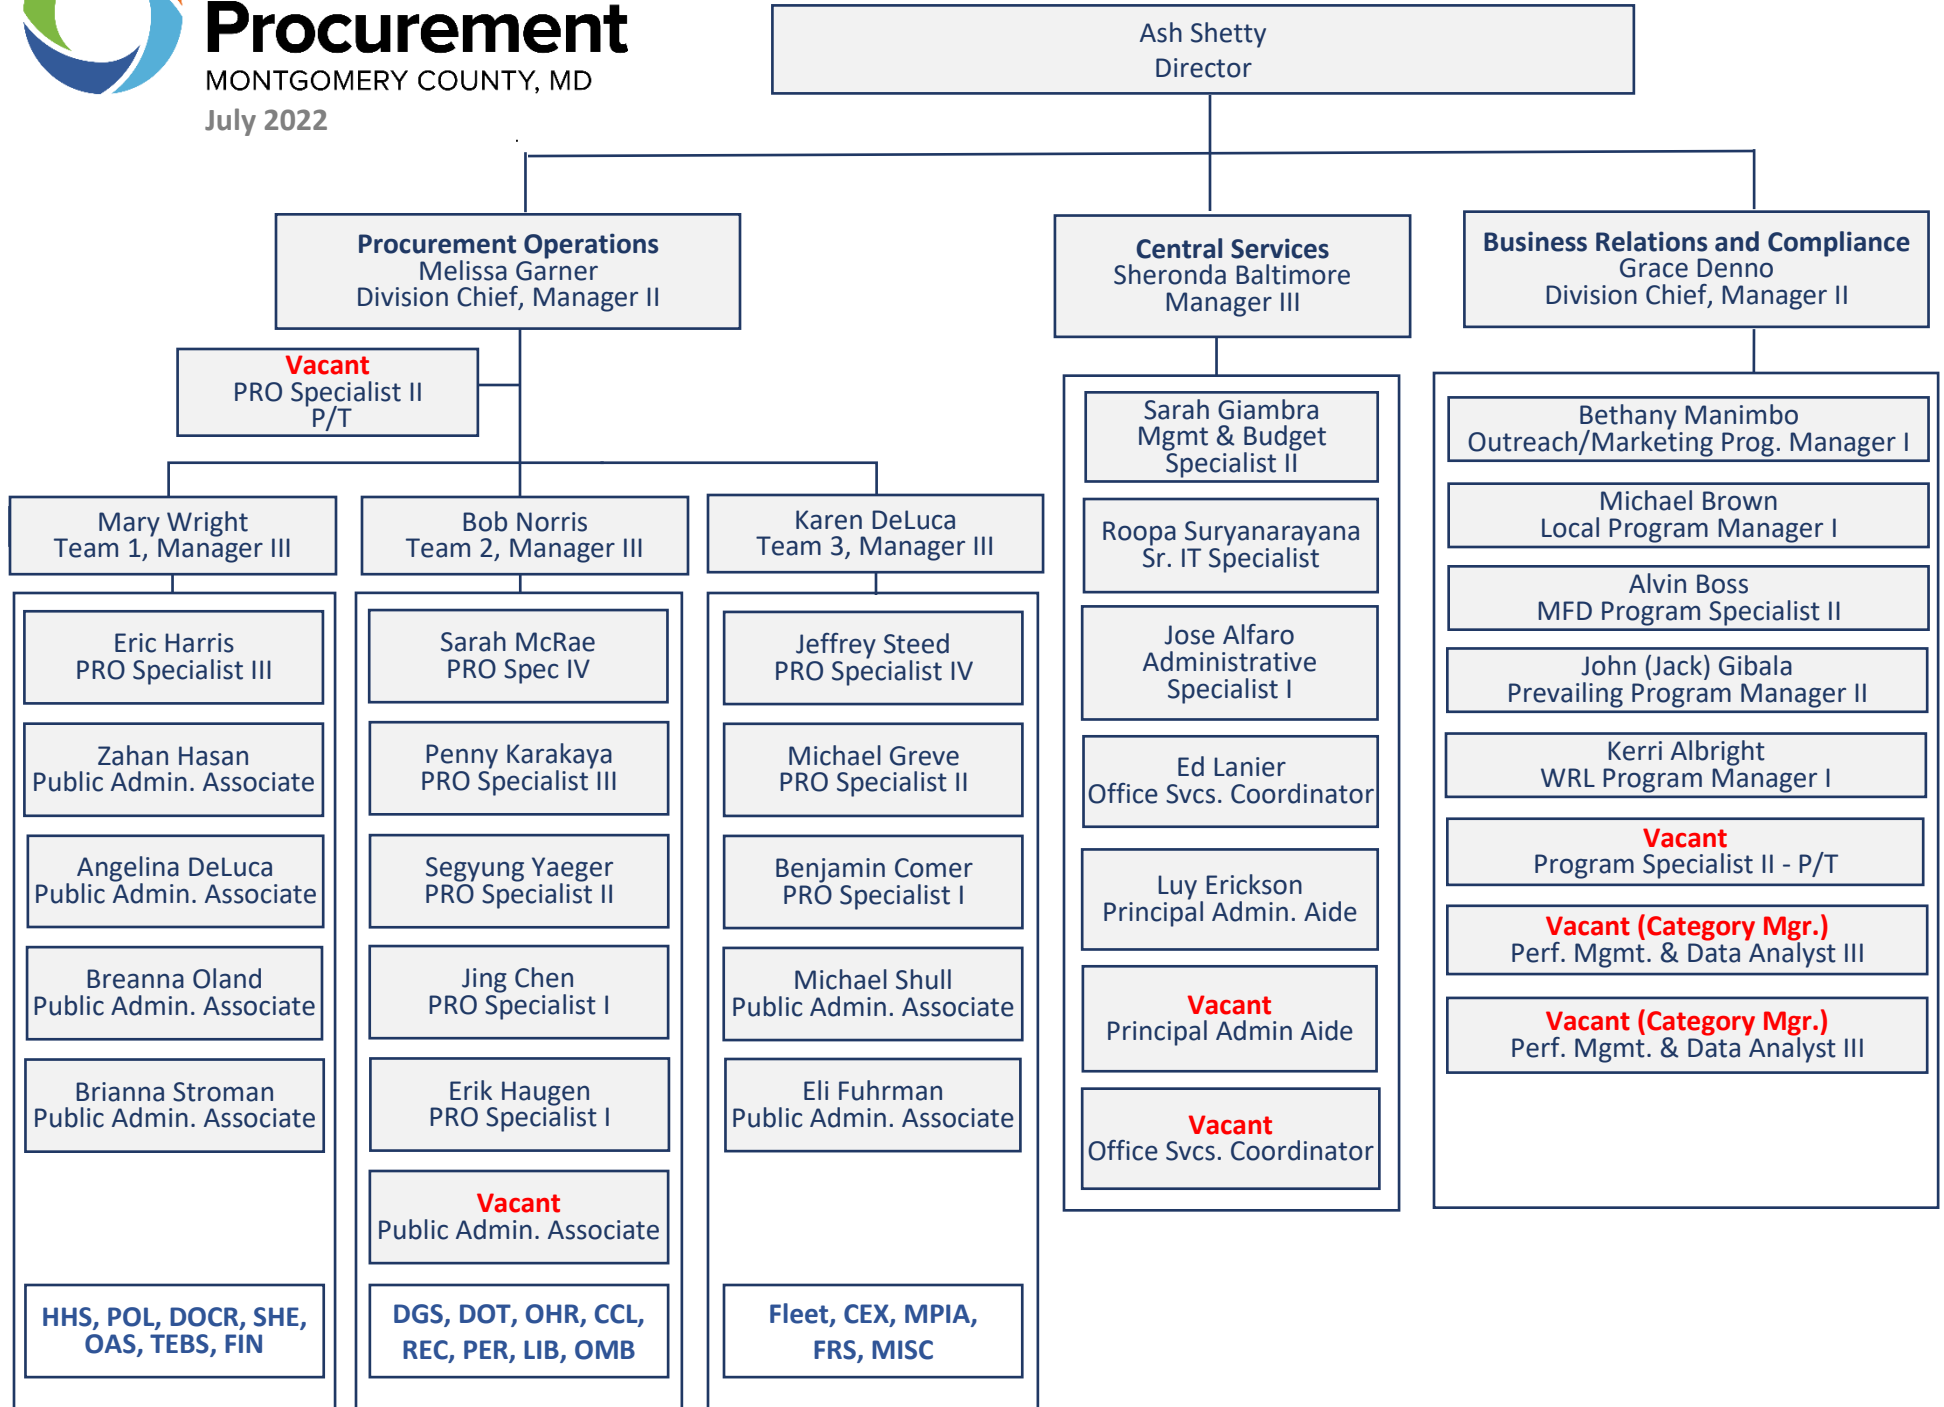 Procurement
MONTGOMERY COUNTY, MD
July 2022
Ash Shetty
Director
Procurement Operations
Melissa Garner
Division Chief, Manager II
Central Services
Sheronda Baltimore
Manager III
Business Relations and Compliance
Grace Denno
Division Chief, Manager II
Vacant
PRO Specialist II
P/T
Mary Wright
Team 1, Manager III
Eric Harris
PRO Specialist III
Zahan Hasan
Public Admin. Associate
Angelina DeLuca
Public Admin. Associate
Breanna Oland
Public Admin. Associate
Brianna Stroman
Public Admin. Associate
HHS, POL, DOCR, SHE,
OAS, TEBS, FIN
Bob Norris
Team 2, Manager III
Sarah McRae
PRO Spec IV
Penny Karakaya
PRO Specialist III
Segyung Yaeger
PRO Specialist II
Jing Chen
PRO Specialist I
Erik Haugen
PRO Specialist I
Vacant
Public Admin. Associate
DGS, DOT, OHR, CCL,
REC, PER, LIB, OMB
Karen DeLuca
Team 3, Manager III
Jeffrey Steed
PRO Specialist IV
Michael Greve
PRO Specialist II
Benjamin Comer
PRO Specialist I
Michael Shull
Public Admin. Associate
Eli Fuhrman
Public Admin. Associate
Fleet, CEX, MPIA,
FRS, MISC
Sarah Giambra
Mgmt & Budget
Specialist II
Roopa Suryanarayana
Sr. IT Specialist
Jose Alfaro
Administrative
Specialist I
Ed Lanier
Office Svcs. Coordinator
Luy Erickson
Principal Admin. Aide
Vacant
Principal Admin Aide
Vacant
Office Svcs. Coordinator
Bethany Manimbo
Outreach/Marketing Prog. Manager I
Michael Brown
Local Program Manager I
Alvin Boss
MFD Program Specialist II
John (Jack) Gibala
Prevailing Program Manager II
Kerri Albright
WRL Program Manager I
Vacant
Program Specialist II - P/T
Vacant (Category Mgr.)
Perf. Mgmt. & Data Analyst III
Vacant (Category Mgr.)
Perf. Mgmt. & Data Analyst III